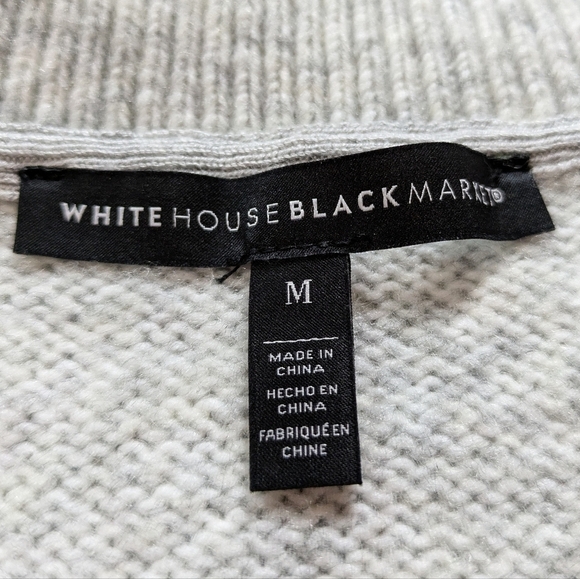 WHITE HOUSE BLACK MARKET®
M
MADE IN
CHINA
HECHO EN
CHINA
FABRIQUÉ EN
CHINE